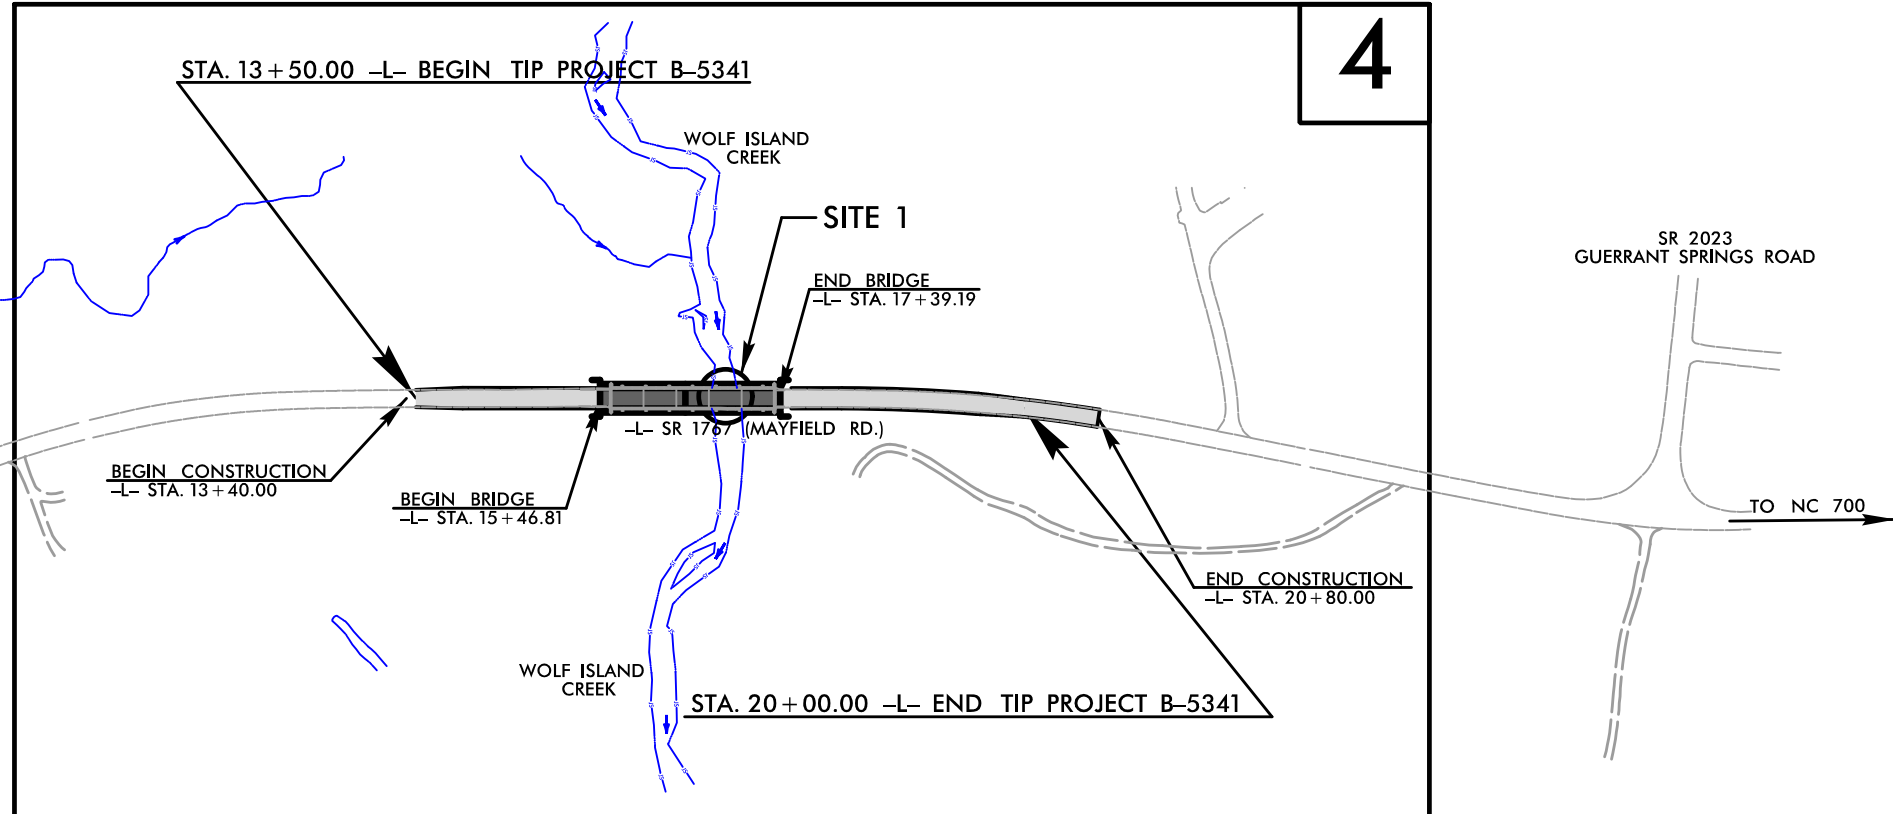 4
STA. 13+50.00 -L- BEGIN TIP PROJECT B-5341
WOLF ISLAND
CREEK
SITE 1
SR 2023
GUERRANT SPRINGS ROAD
END BRIDGE
-L- STA. 17+39.19
-L- SR 1767 (MAYFIELD RD.)
BEGIN CONSTRUCTION
-L- STA. 13+40.00
BEGIN BRIDGE
-L- STA. 15+46.81
TO NC 700
END CONSTRUCTION
-L- STA. 20+80.00
WOLF ISLAND
CREEK
STA. 20+00.00 -L- END TIP PROJECT B-5341